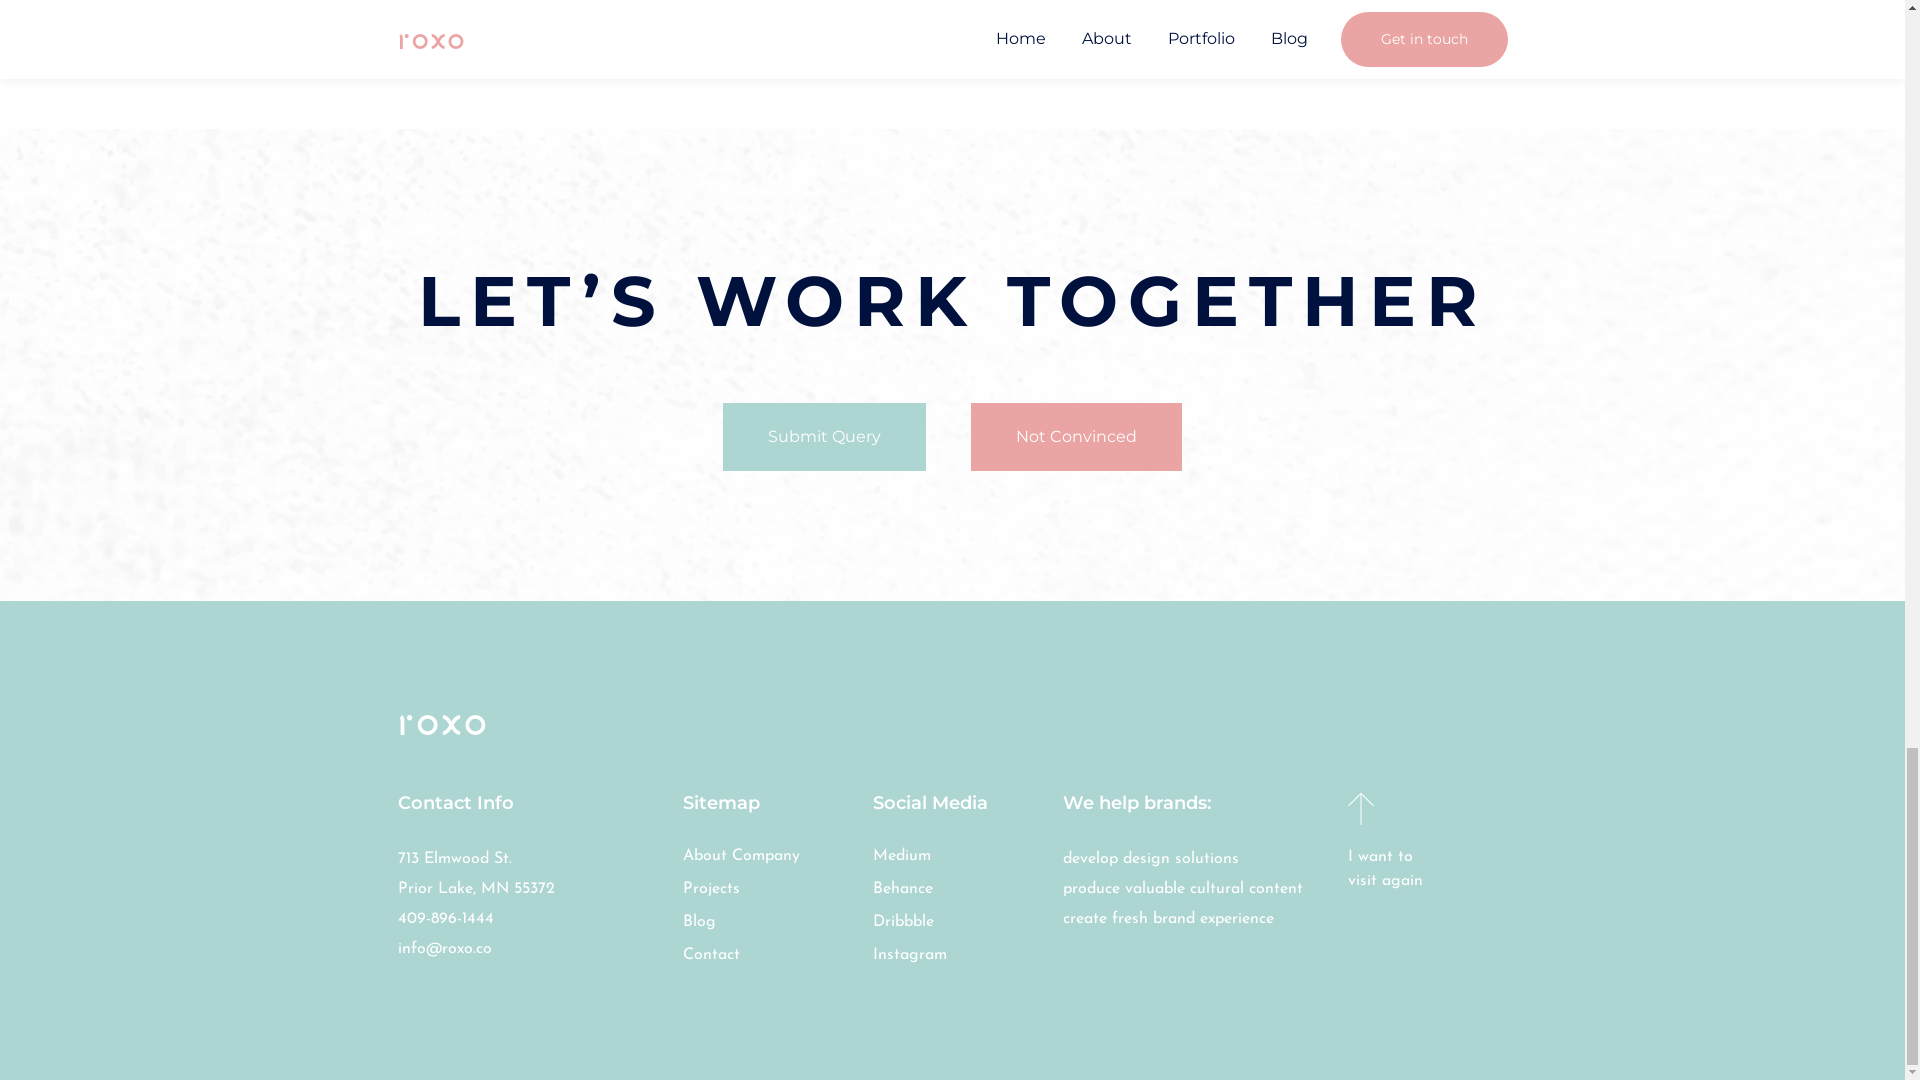 roxo
Home
About
Portfolio
Blog
Get in touch
LET’S WORK TOGETHER
Submit Query
Not Convinced
roxo
Contact Info
713 Elmwood St.
Prior Lake, MN 55372
409-896-1444
info@roxo.co
Sitemap
About Company
Projects
Blog
Contact
Social Media
Medium
Behance
Dribbble
Instagram
We help brands:
develop design solutions
produce valuable cultural content
create fresh brand experience
I want to
visit again